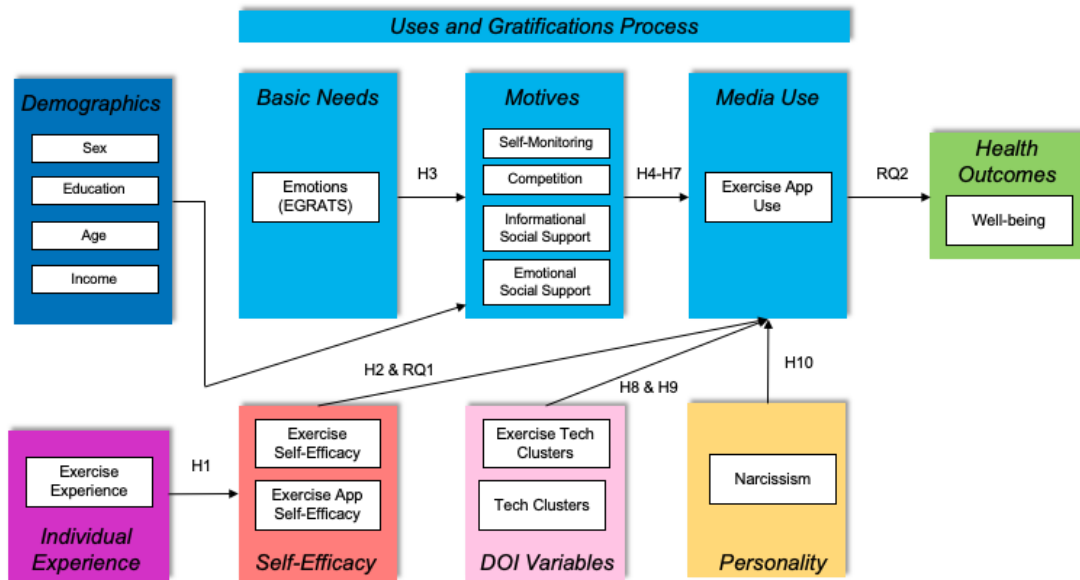 Uses and Gratifications Process
Demographics
Sex
Education
Age
Income
Basic Needs
Emotions
(EGRATS)
H3
Motives
Self-Monitoring
Competition
Informational
Social Support
Emotional
Social Support
H4-H7
Media Use
Exercise App
Use
RQ2
Health
Outcomes
Well-being
H2 & RQ1
H8 & H9
H10
Exercise
Experience
Individual
Experience
H1
Exercise
Self-Efficacy
Exercise App
Self-Efficacy
Self-Efficacy
Exercise Tech
Clusters
Tech Clusters
DOI Variables
Narcissism
Personality